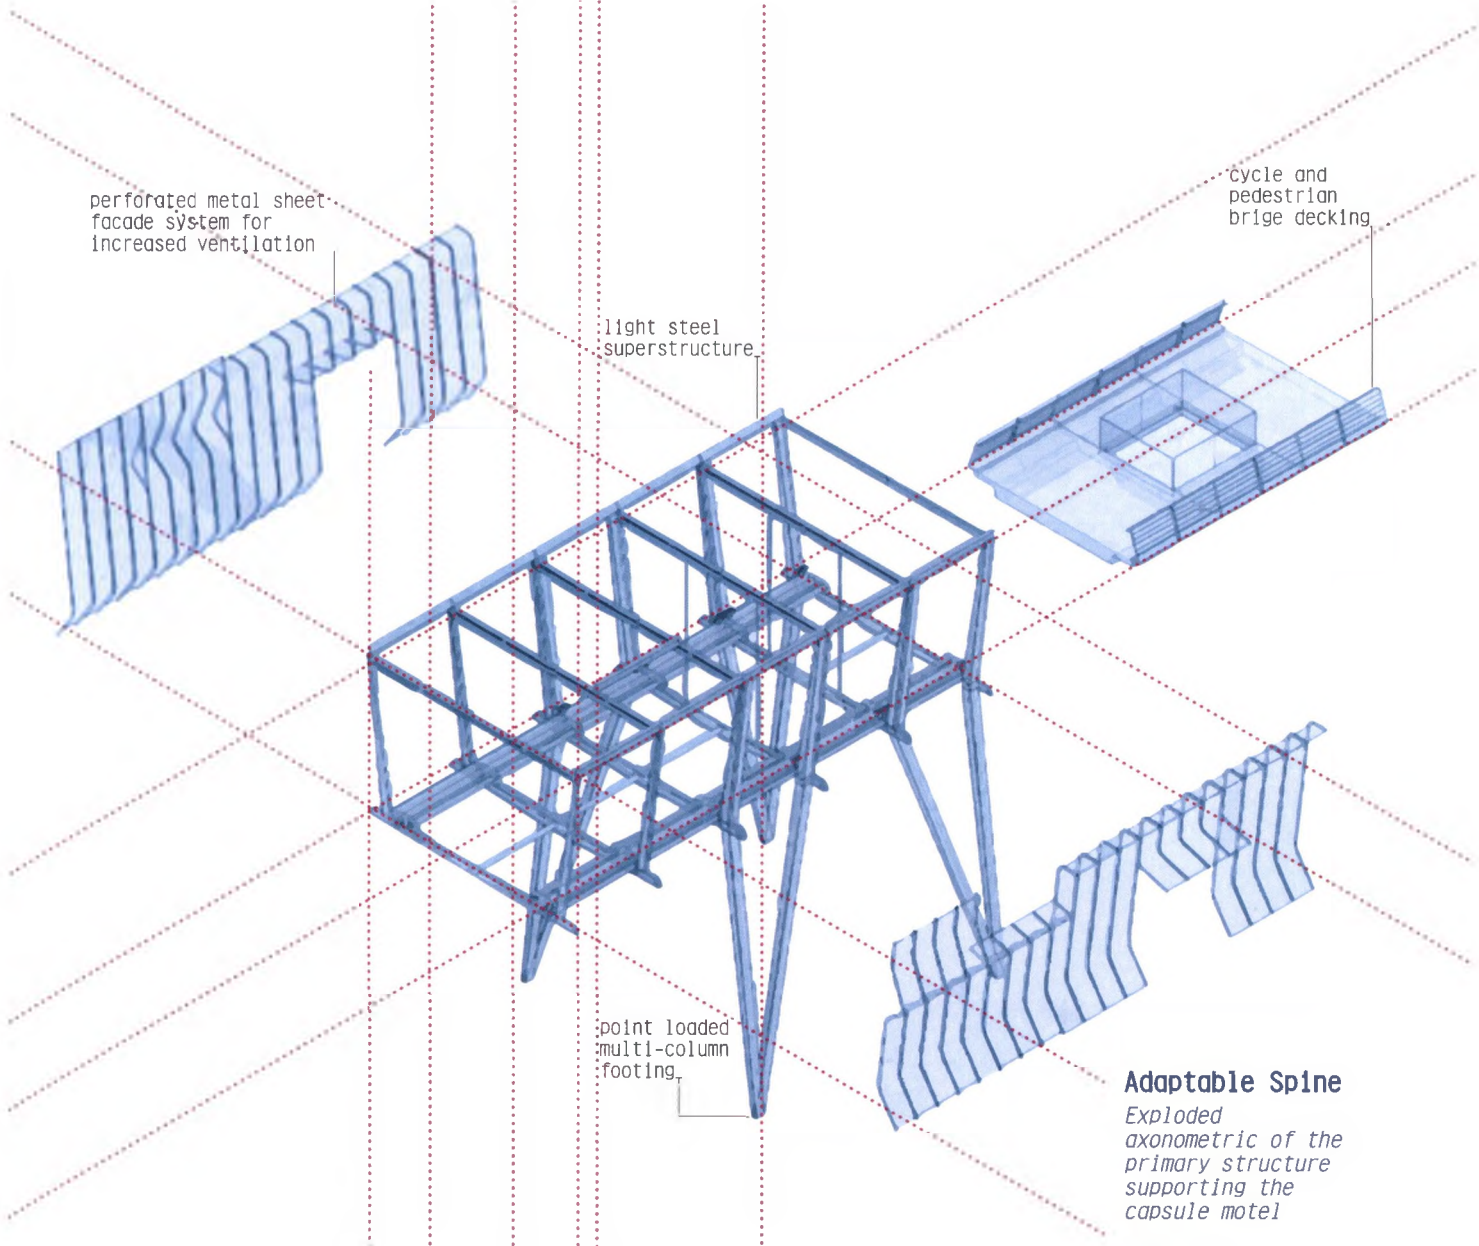 perforated metal sheet
facade system for
increased ventilation
cycle and
pedestrian
brige decking
light steel
superstructure
point loaded
multi-column
footing
Adaptable Spine
Exploded
axonometric of the
primary structure
supporting the
capsule motel